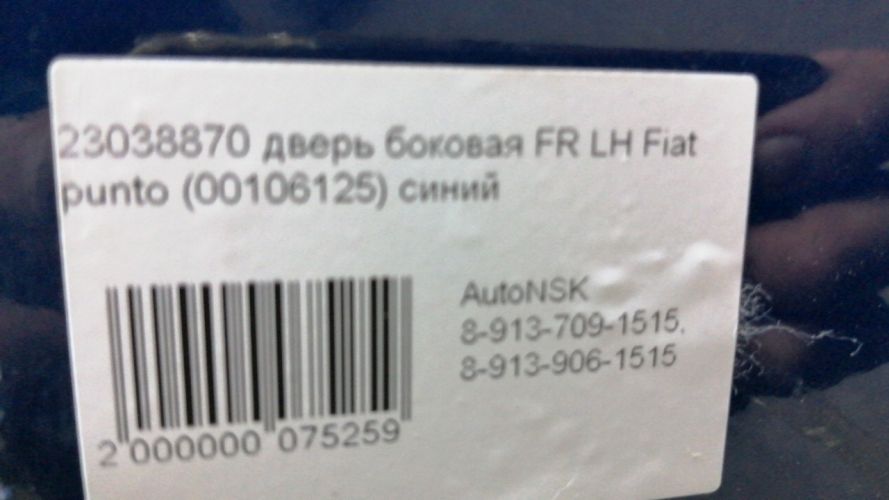 23038870 дверь боковая FR LH Fiat
punto (00106125) синий
AutoNSK
8-913-709-1515,
8-913-906-1515
2 000000 075259